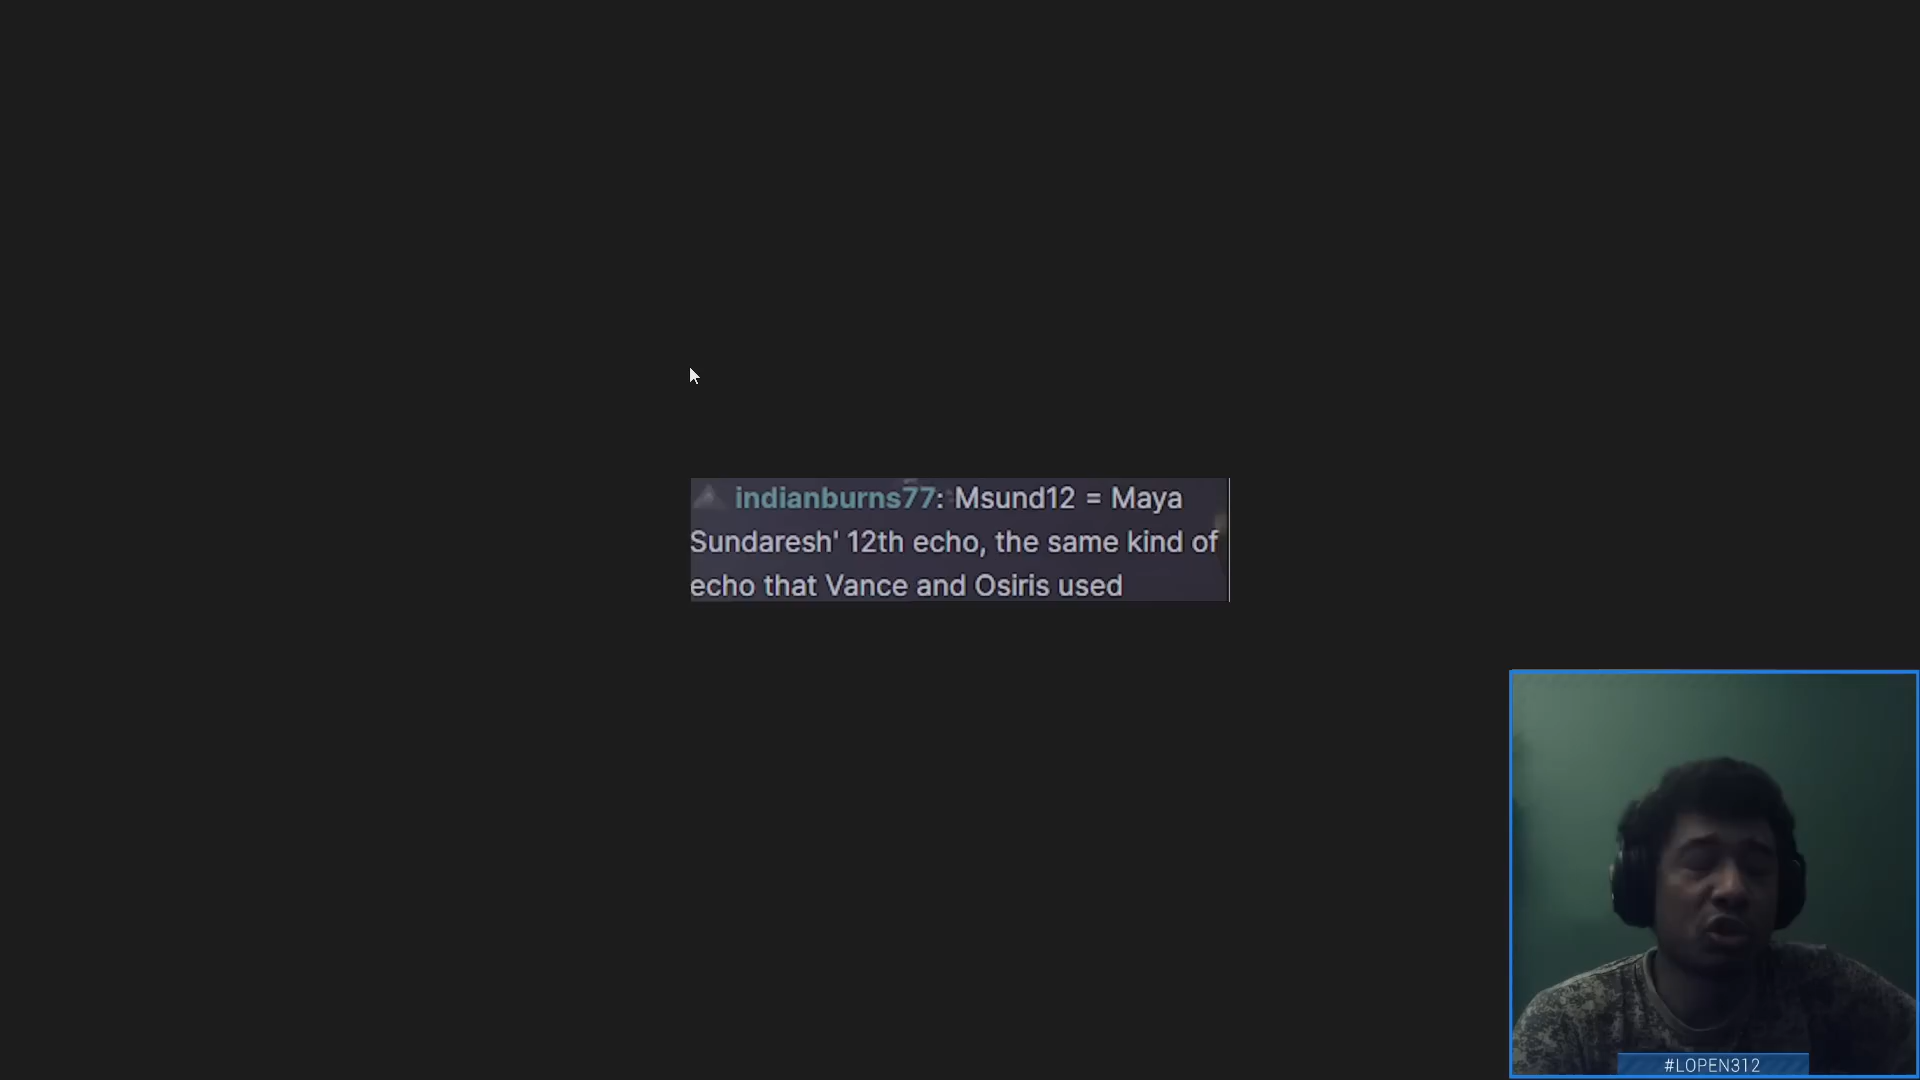 indianburns77: Msund12 = Maya
Sundaresh' 12th echo, the same kind of
echo that Vance and Osiris used
#LOPEN312